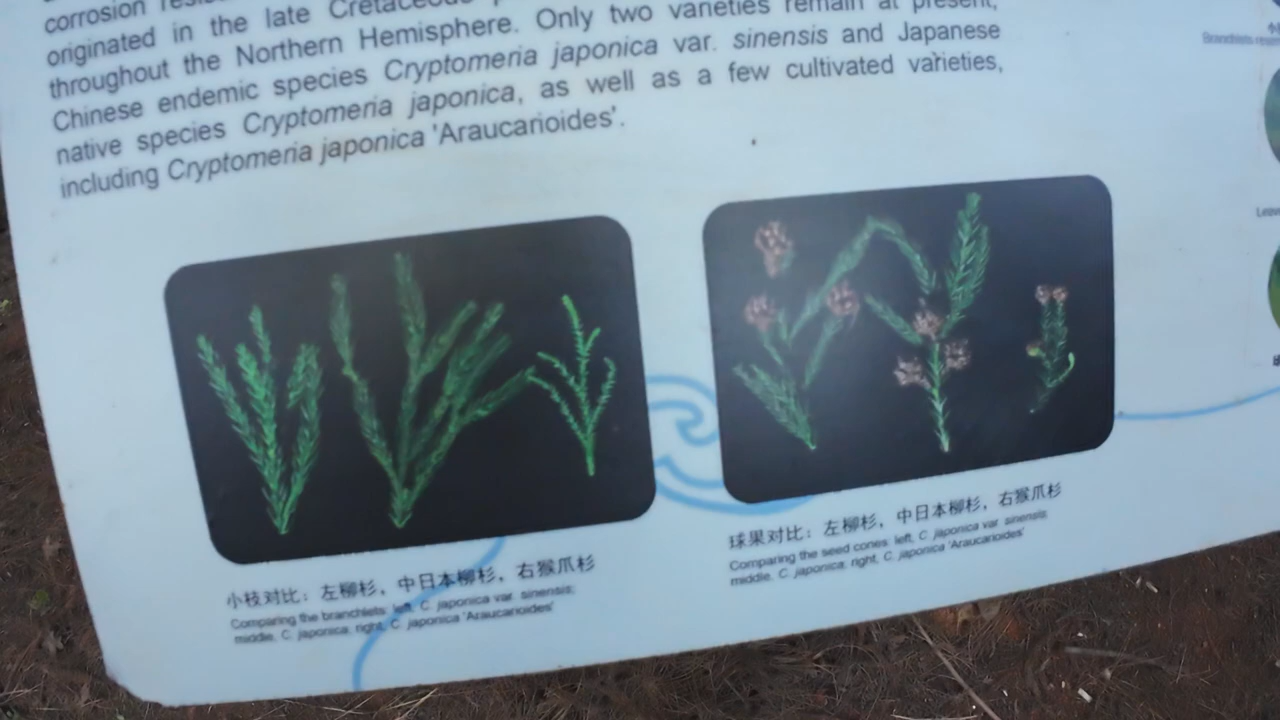 corrosion
originated in the late Cretaceous
throughout the Northern Hemisphere. Only two varieties remain at present,
Chinese endemic species Cryptomeria japonica var. sinensis and Japanese
native species Cryptomeria japonica, as well as a few cultivated varieties,
including Cryptomeria japonica 'Araucarioides'.
小枝对比：左柳杉，中日本柳杉，右猴爪杉
Comparing the branchlets: left, C. japonica var. sinensis;
middle, C. japonica; right, C. japonica 'Araucarioides'
球果对比：左柳杉，中日本柳杉，右猴爪杉
Comparing the seed cones: left, C. japonica var. sinensis;
middle, C. japonica; right, C. japonica 'Araucarioides'